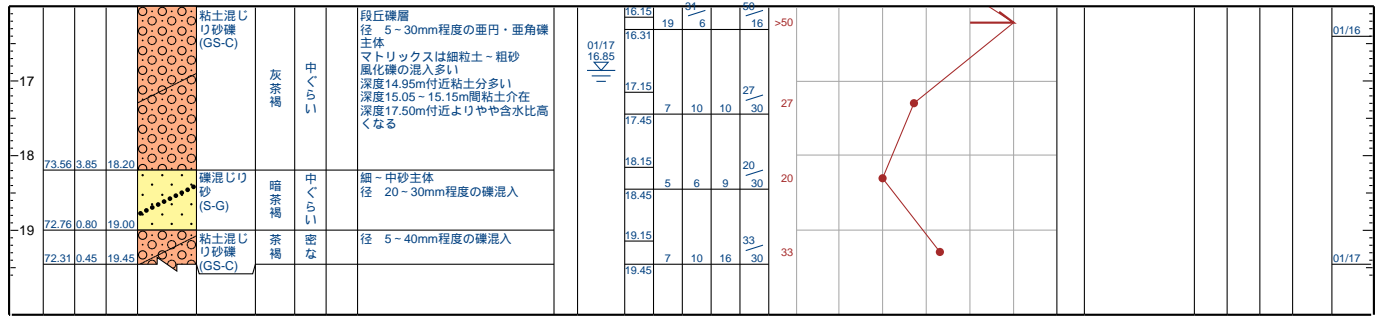 粘土混じ
り砂礫
(GS-C)
灰茶褐
中ぐらい
段丘礫層
径 5~30mm程度の亜円・亜角礫
主体
マトリックスは細粒土~粗砂
風化礫の混入多い
深度14.95m付近粘土分多い
深度15.05~15.15m間粘土介在
深度17.50m付近よりやや含水比高
くなる
01/17
16.85
16.15
16.31
19 6 16
>50
01/16
17
17.15
17.45
7 10 10 27/30
27
18
73.56 3.85 18.20
18.15
18.45
5 6 9 20/30
20
礫混じり
砂
(S-G)
暗茶褐
中ぐらい
細~中砂主体
径 20~30mm程度の礫混入
72.76 0.80 19.00
19
粘土混じ
り砂礫
(GS-C)
茶褐
密な
径 5~40mm程度の礫混入
19.15
19.45
7 10 16 33/30
33
72.31 0.45 19.45
01/17